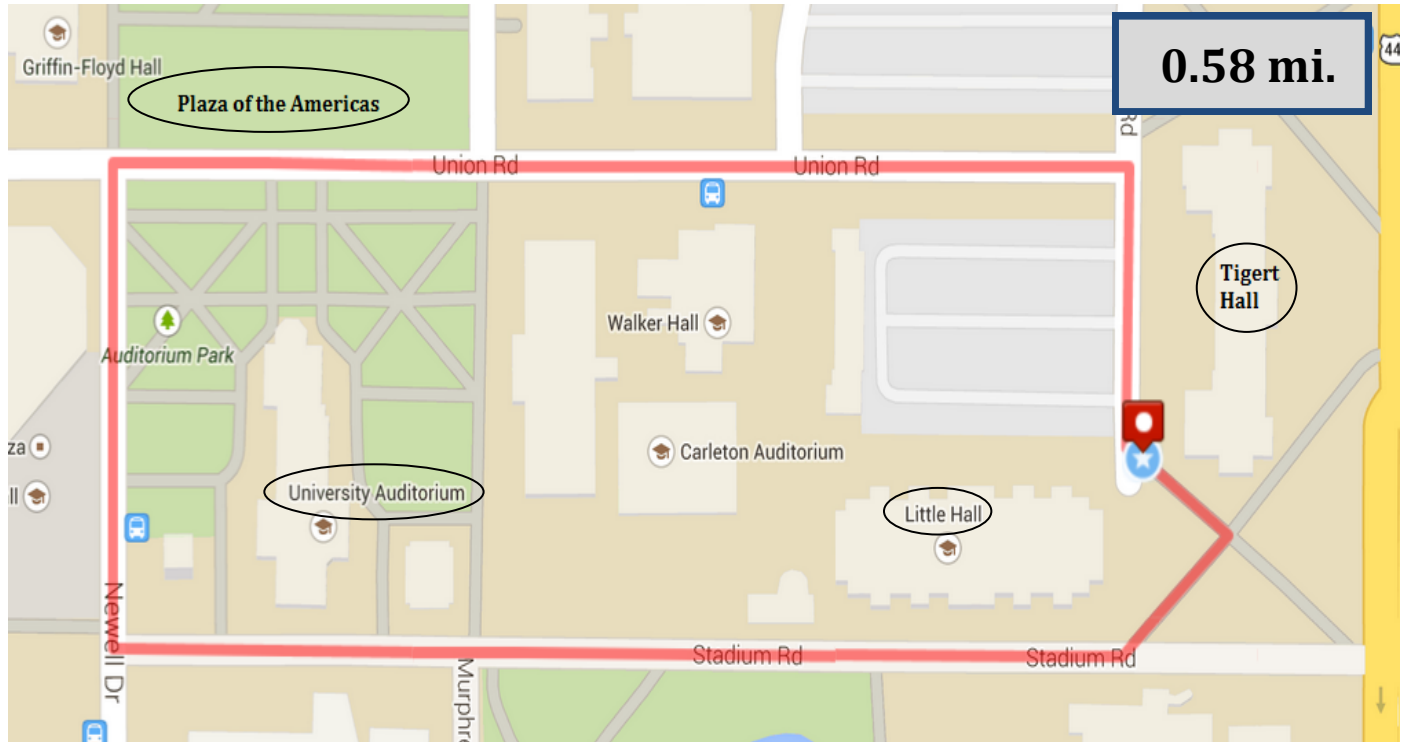 0.58 mi.
44
Griffin-Floyd Hall
Plaza of the Americas
Rd
Union Rd
Union Rd
Tigert
Hall
Walker Hall
Auditorium Park
za
Carleton Auditorium
ll
University Auditorium
Little Hall
Newell Dr
Stadium Rd
Stadium Rd
Murphre